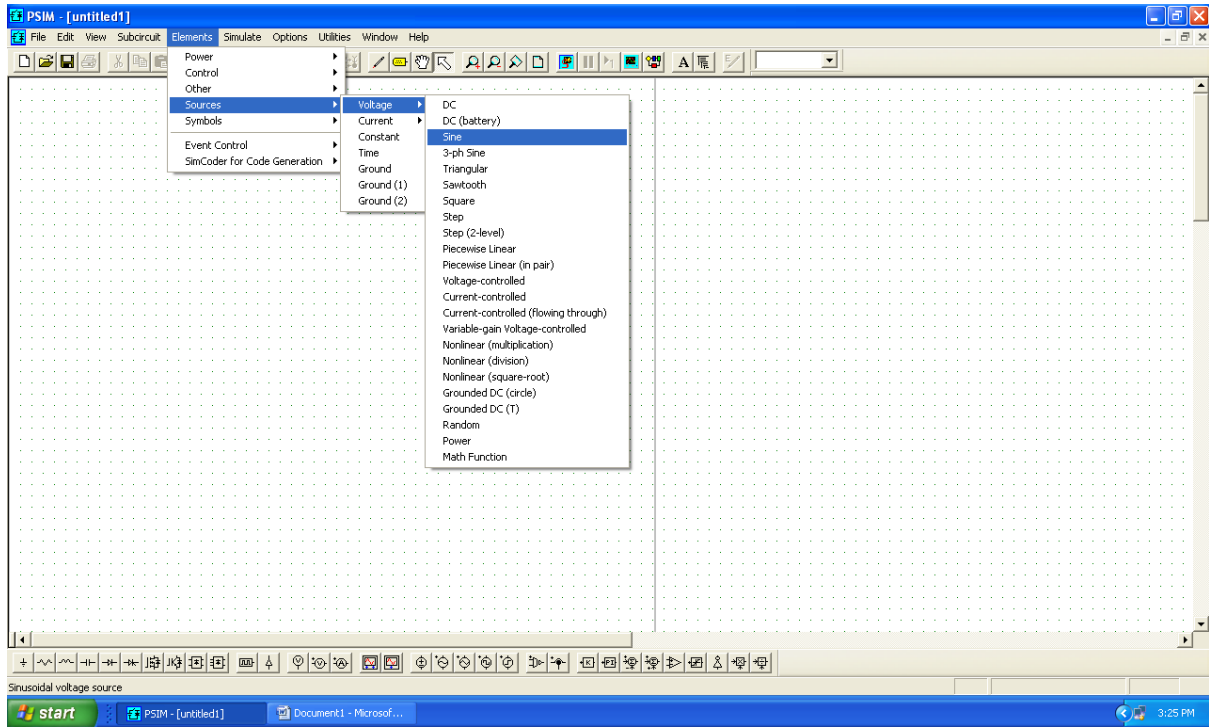 PSIM - [untitled1]
File Edit View Subcircuit Elements Simulate Options Utilities Window Help
A
Power
Control
Other
Sources
Symbols
Event Control
SimCoder for Code Generation
Voltage
Current
Constant
Time
Ground
Ground (1)
Ground (2)
DC
DC (battery)
Sine
3-ph Sine
Triangular
Sawtooth
Square
Step
Step (2-level)
Piecewise Linear
Piecewise Linear (in pair)
Voltage-controlled
Current-controlled
Current-controlled (flowing through)
Variable-gain Voltage-controlled
Nonlinear (multiplication)
Nonlinear (division)
Nonlinear (square-root)
Grounded DC (circle)
Grounded DC (T)
Random
Power
Math Function
Sinusoidal voltage source
start PSIM - [untitled1] Document1 - Microsof... 3:25 PM